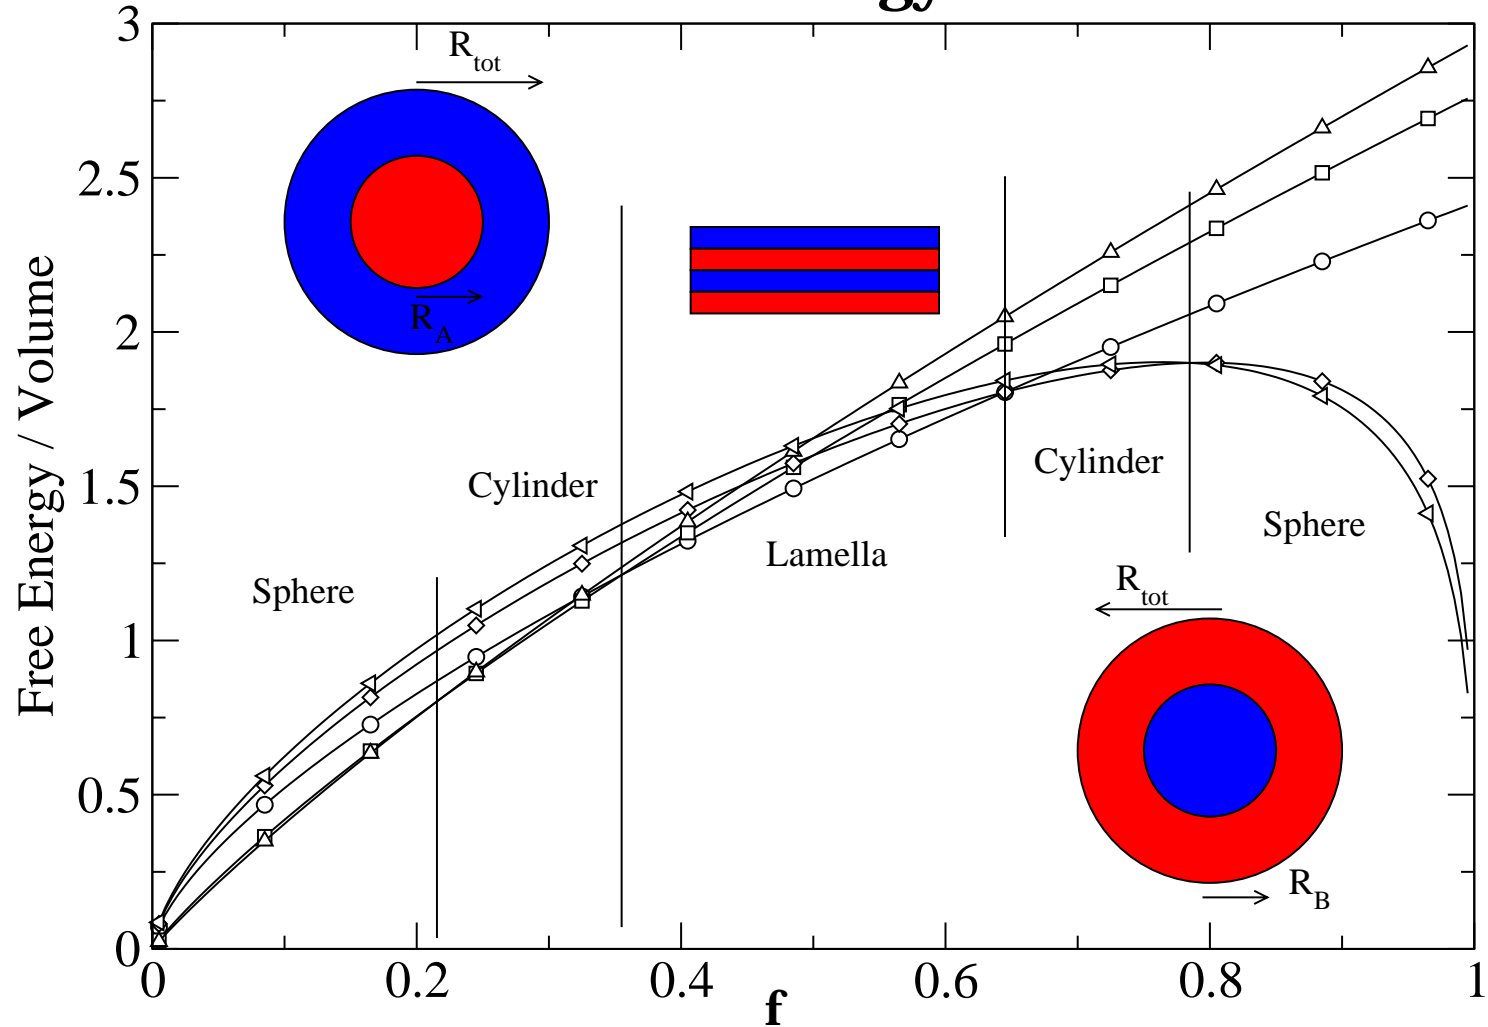 3
2.5
2
1.5
1
0.5
0
0
0.2
0.4
0.6
0.8
1
Free Energy / Volume
f
R_tot
R_A
Cylinder
Sphere
Lamella
Cylinder
Sphere
R_tot
R_B